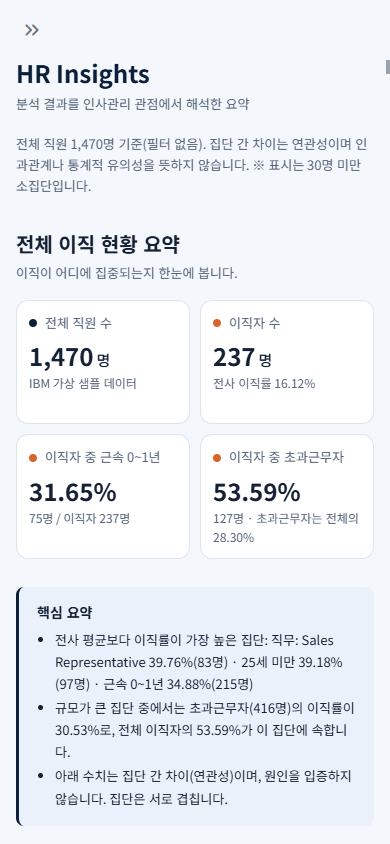 HR Insights
분석 결과를 인사관리 관점에서 해석한 요약
전체 직원 1,470명 기준(필터 없음). 집단 간 차이는 연관성이며 인
과관계나 통계적 유의성을 뜻하지 않습니다. ※ 표시는 30명 미만
소집단입니다.
전체 이직 현황 요약
이직이 어디에 집중되는지 한눈에 봅니다.
전체 직원 수
1,470 명
IBM 가상 샘플 데이터
이직자 수
237 명
전사 이직률 16.12%
이직자 중 근속 0~1년
31.65%
75명 / 이직자 237명
이직자 중 초과근무자
53.59%
127명 · 초과근무자는 전체의
28.30%
핵심 요약
전사 평균보다 이직률이 가장 높은 집단: 직무: Sales
Representative 39.76%(83명) · 25세 미만 39.18%
(97명) · 근속 0~1년 34.88%(215명)
규모가 큰 집단 중에서는 초과근무자(416명)의 이직률이
30.53%로, 전체 이직자의 53.59%가 이 집단에 속합니
다.
아래 수치는 집단 간 차이(연관성)이며, 원인을 입증하지
않습니다. 집단은 서로 겹칩니다.